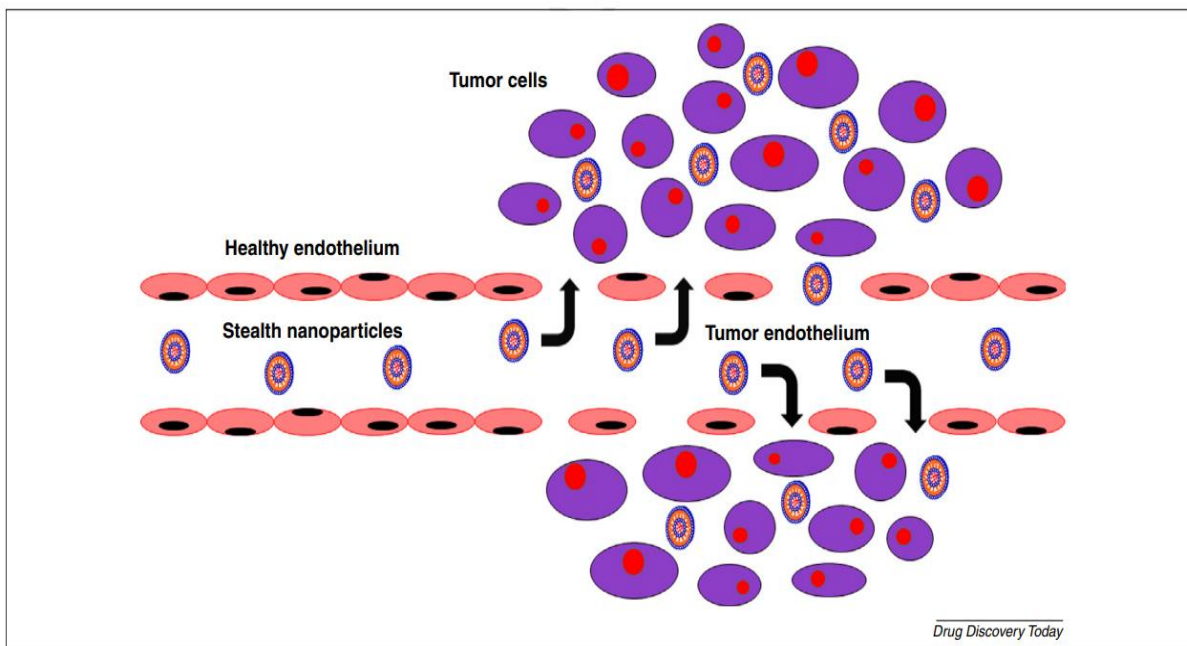 Tumor cells
Healthy endothelium
Stealth nanoparticles
Tumor endothelium
Drug Discovery Today